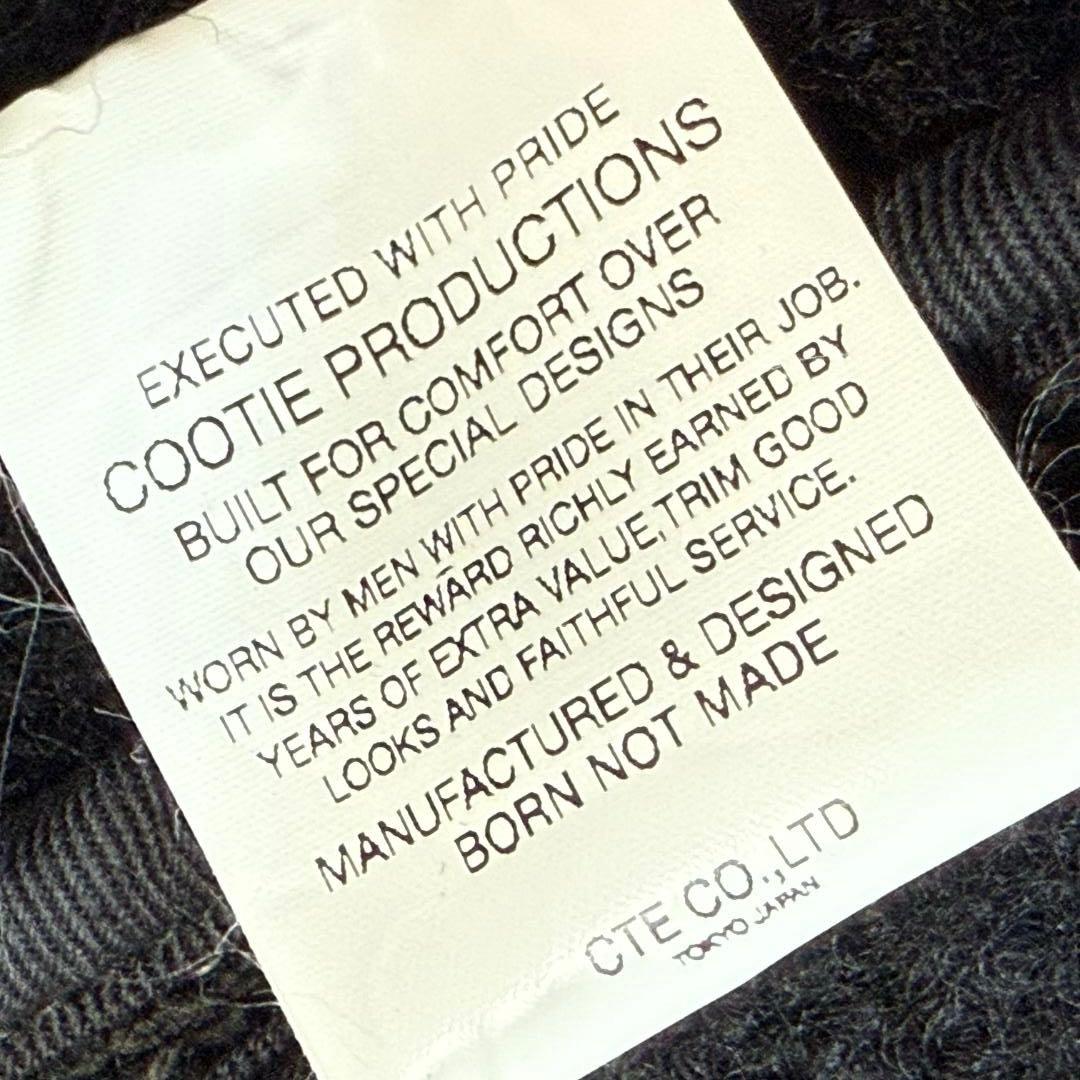 EXECUTED WITH PRIDE
COOTIE PRODUCTIONS
BUILT FOR COMFORT OVER
OUR SPECIAL DESIGNS
WORN BY MEN WITH PRIDE IN THEIR JOB.
IT IS THE REWARD RICHLY EARNED BY
YEARS OF EXTRA VALUE, TRIM GOOD
LOOKS AND FAITHFUL SERVICE.
MANUFACTURED & DESIGNED
BORN NOT MADE
CTE CO., LTD
TOKYO JAPAN